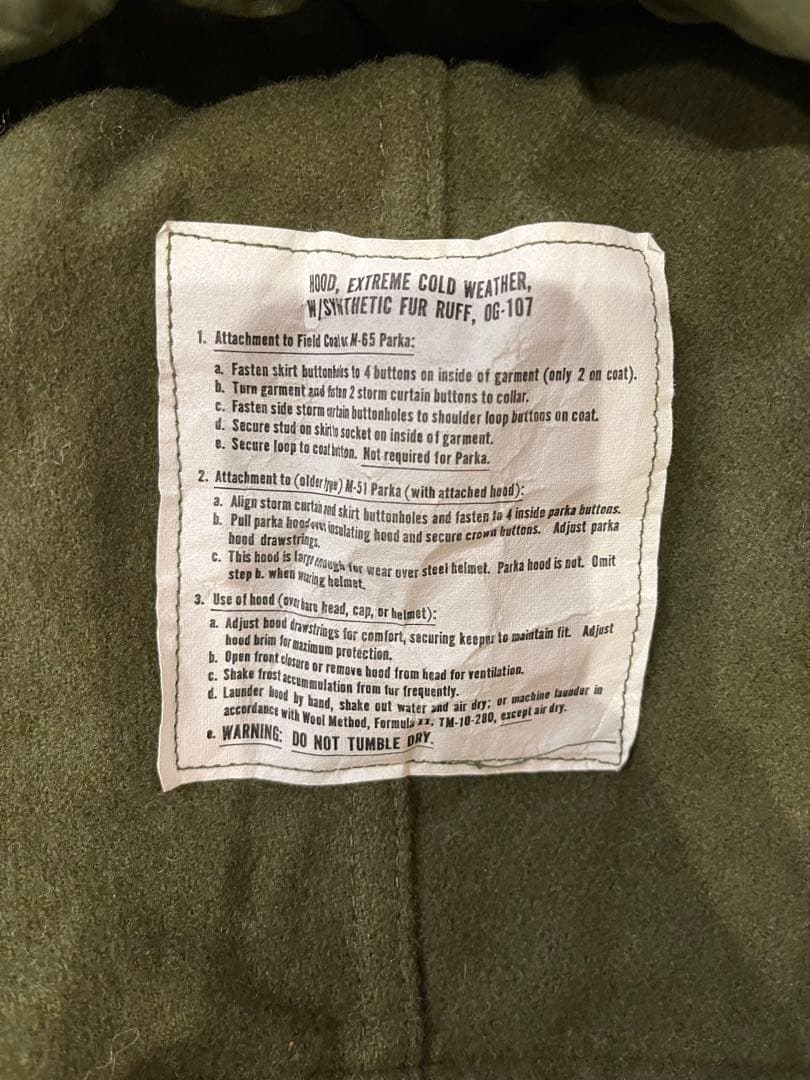 HOOD, EXTREME COLD WEATHER,
W/SYNTHETIC FUR RUFF, OG-107
1. Attachment to Field Coat or M-65 Parka:
a. Fasten skirt buttonholes to 4 buttons on inside of garment (only 2 on coat).
b. Turn garment and fasten 2 storm curtain buttons to collar.
c. Fasten side storm curtain buttonholes to shoulder loop buttons on coat.
d. Secure stud on skirt to socket on inside of garment.
e. Secure loop to coat button. Not required for Parka.
2. Attachment to (older type) M-51 Parka (with attached hood):
a. Align storm curtain and skirt buttonholes and fasten to 4 inside parka buttons.
b. Pull parka hood over insulating hood and secure crown buttons. Adjust parka
hood drawstrings.
c. This hood is large enough for wear over steel helmet. Parka hood is not. Omit
step b. when wearing helmet.
3. Use of hood (over bare head, cap, or helmet):
a. Adjust hood drawstrings for comfort, securing keeper to maintain fit. Adjust
hood brim for maximum protection.
b. Open front closure or remove hood from head for ventilation.
c. Shake frost accummulation from fur frequently.
d. Launder hood by hand, shake out water and air dry; or machine launder in
accordance with Wool Method, Formula II. TM-10-280, except air dry.
e. WARNING: DO NOT TUMBLE DRY.